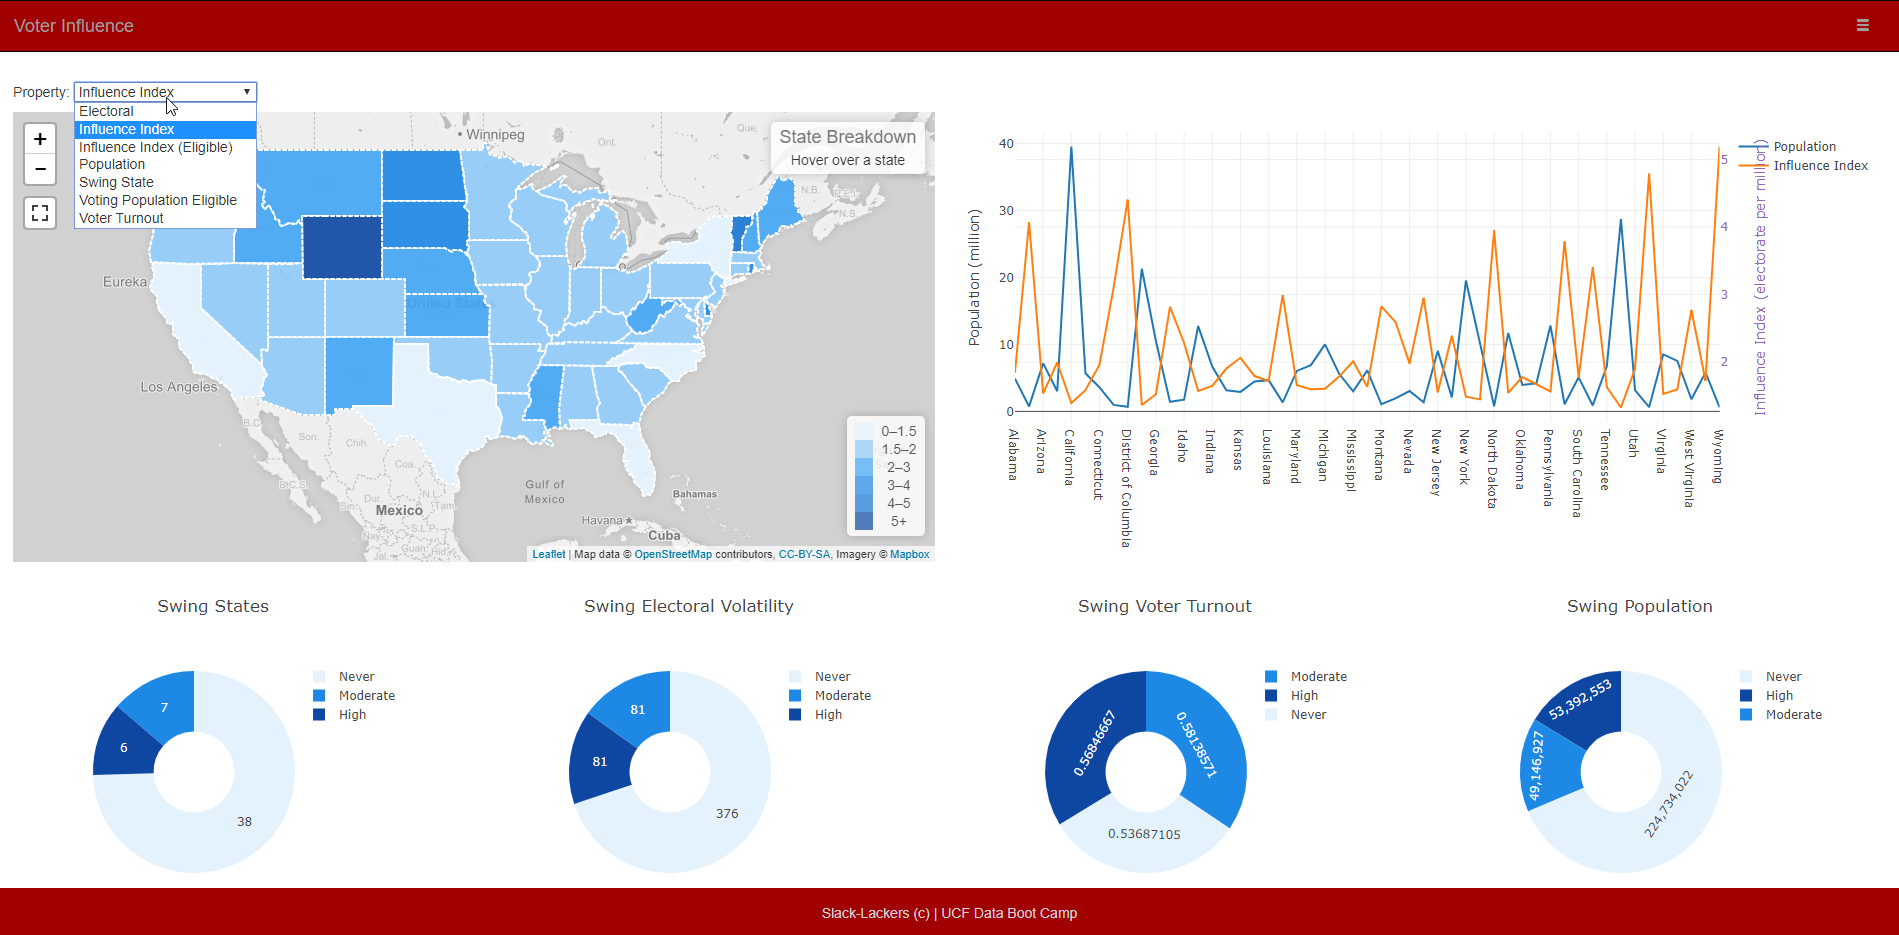 Voter Influence
Property: Influence Index
Electoral
Influence Index
Influence Index (Eligible)
Population
Swing State
Voting Population Eligible
Voter Turnout
+
−
Winnipeg
Ont.
Que.
N.B.
P.E.I.
N.S.
State Breakdown
Hover over a state
Eureka
United States
Los Angeles
B.C.
Son.
Chih.
Coa.
B.C.S.
Dur.
N.L.
Sin.
Tam.
Mexico
S.L.P.
Nay.
Guan.
Hid.
Jal.
Gulf of
Mexico
Bahamas
Havana
Cuba
0–1.5
1.5–2
2–3
3–4
4–5
5+
Leaflet | Map data © OpenStreetMap contributors, CC-BY-SA, Imagery © Mapbox
Population (million)
40
30
20
10
0
5
4
3
2
Influence Index (electorate per million)
Population
Influence Index
Alabama
Arizona
California
Connecticut
District of Columbia
Georgia
Idaho
Indiana
Kansas
Louisiana
Maryland
Michigan
Mississippi
Montana
Nevada
New Jersey
New York
North Dakota
Oklahoma
Pennsylvania
South Carolina
Tennessee
Utah
Virginia
West Virginia
Wyoming
Swing States
Never
Moderate
High
7
6
38
Swing Electoral Volatility
Never
Moderate
High
81
81
376
Swing Voter Turnout
Moderate
High
Never
0.56846667
0.58138571
0.53687105
Swing Population
Never
High
Moderate
53,392,553
49,146,927
224,734,022
Slack-Lackers (c) | UCF Data Boot Camp